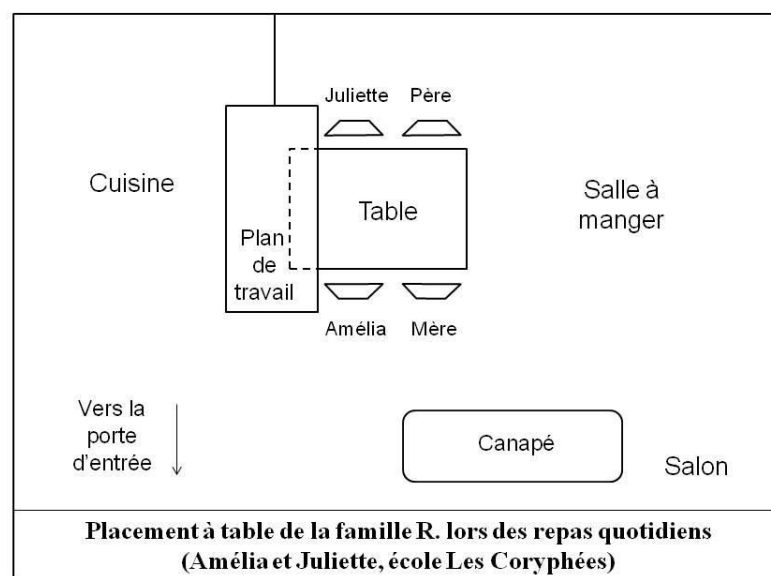 Juliette Père
Cuisine
Table
Salle à
manger
Plan
de
travail
Amélia Mère
Vers la
porte
d'entrée
Canapé
Salon
Placement à table de la famille R. lors des repas quotidiens
(Amélia et Juliette, école Les Coryphées)